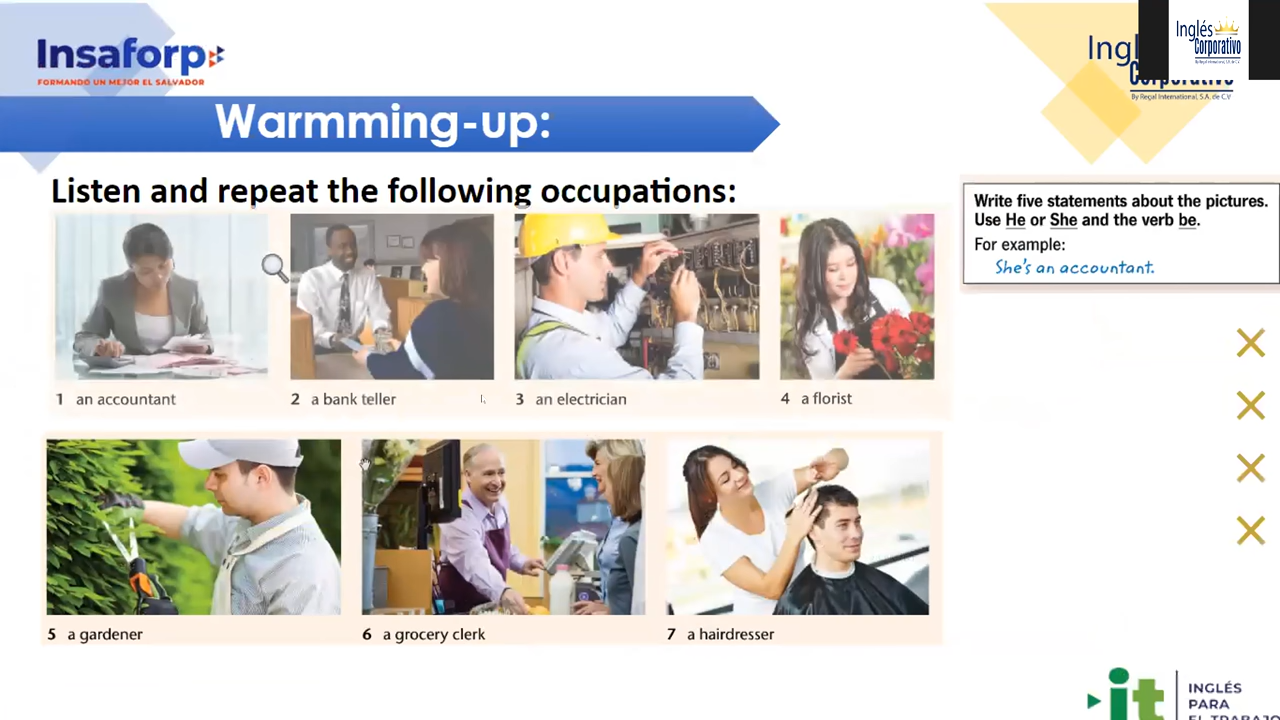 Insaforp
FORMANDO UN MEJOR EL SALVADOR
Inglés
Corporativo
By Regal International, S.A. de C.V
Warmming-up:
Listen and repeat the following occupations:
Write five statements about the pictures.
Use He or She and the verb be.
For example:
She's an accountant.
1 an accountant
2 a bank teller
3 an electrician
4 a florist
5 a gardener
6 a grocery clerk
7 a hairdresser
it
INGLÉS
PARA
EL TRABAJO